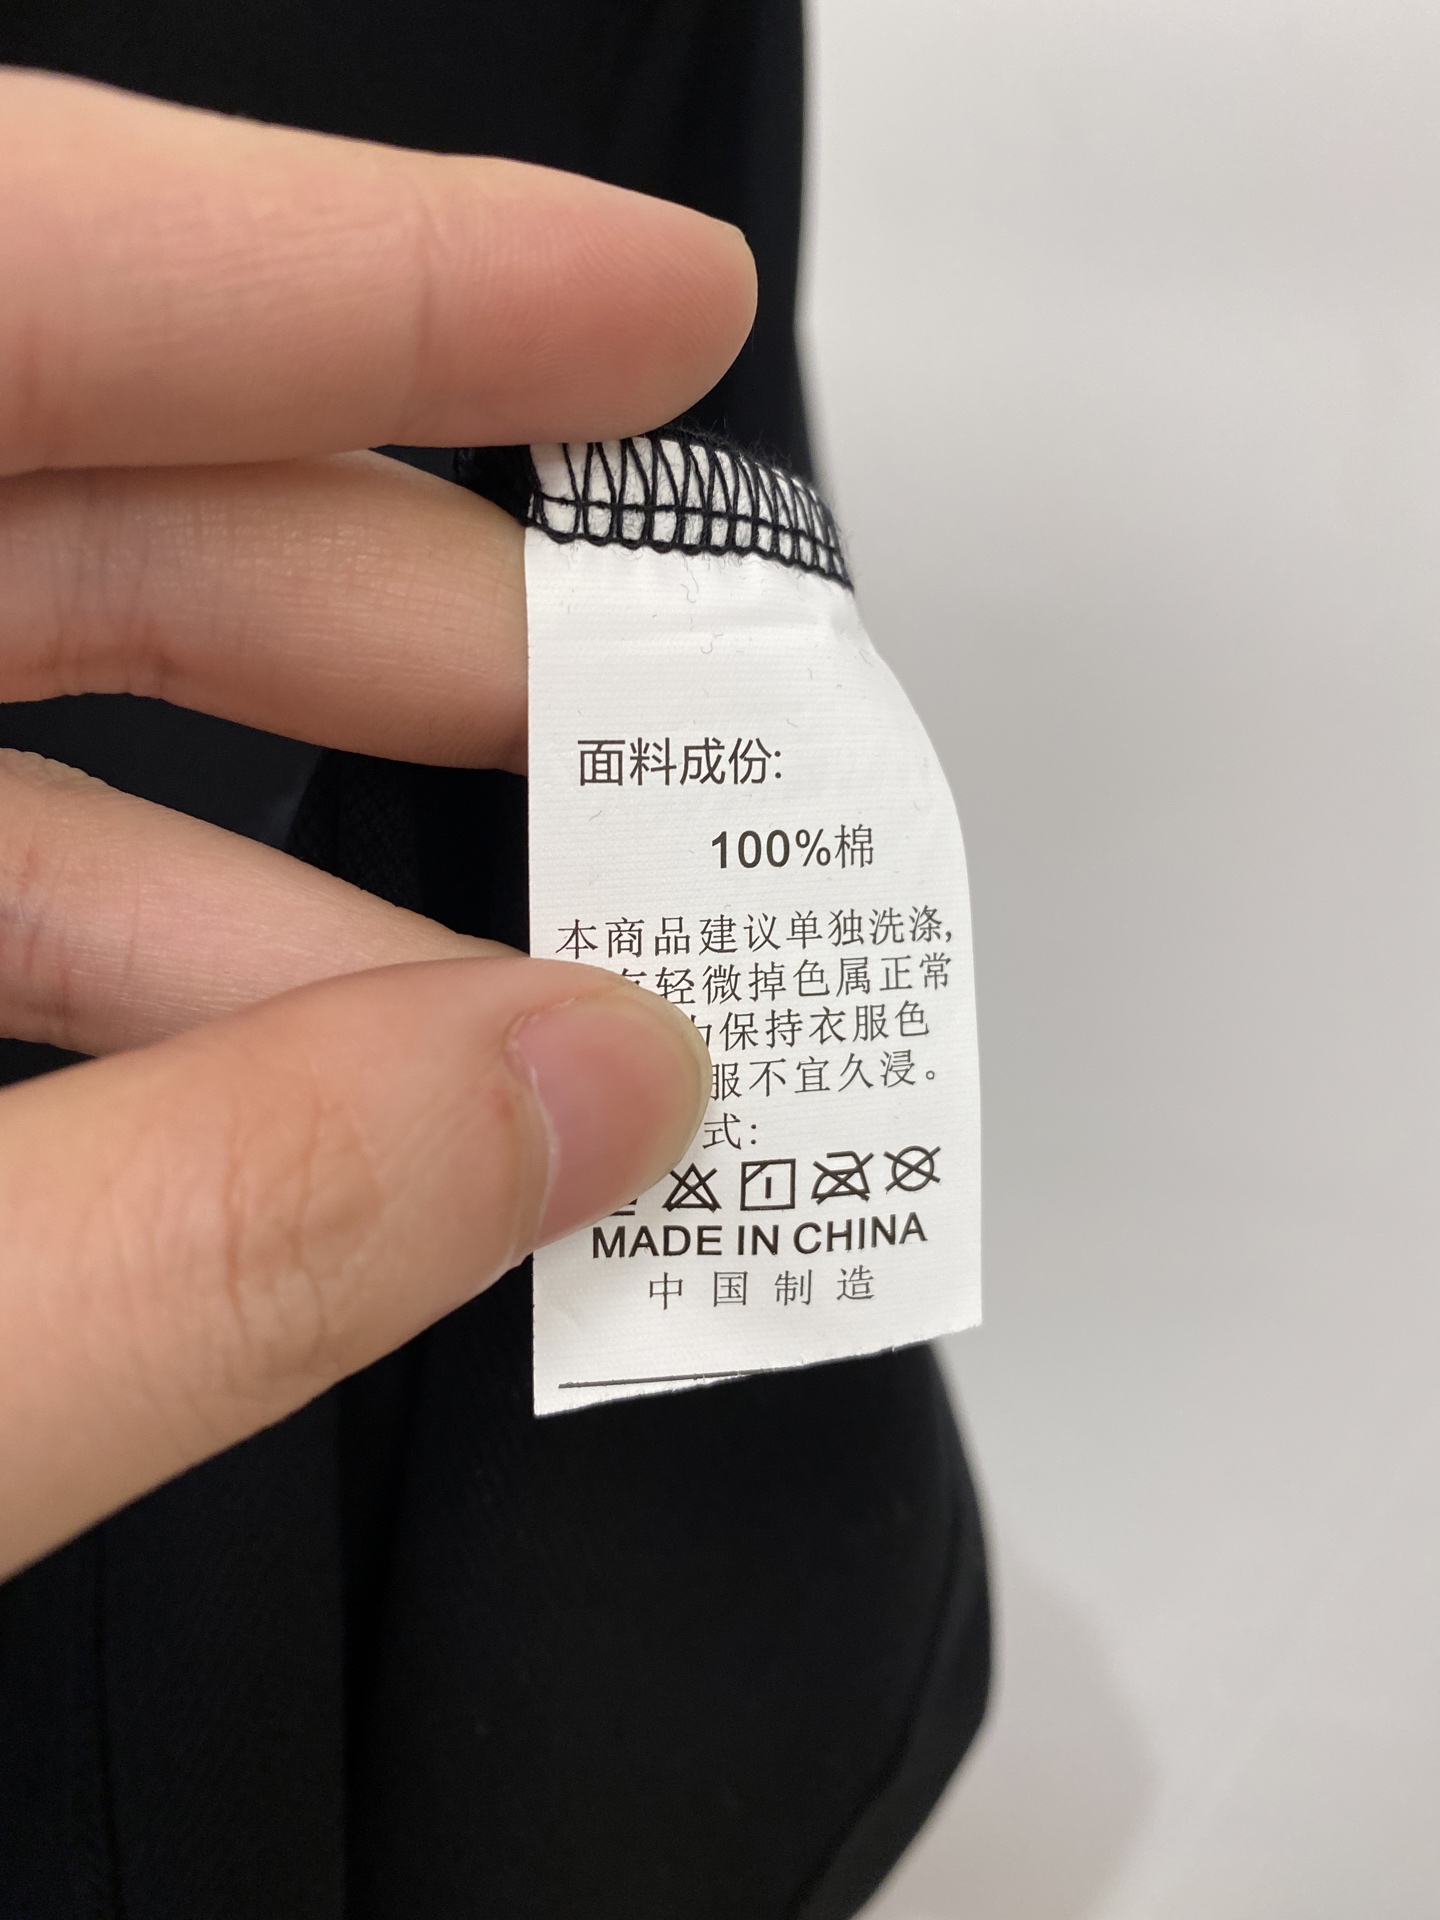 面料成份:
100%棉
本商品建议单独洗涤,
轻微掉色属正常
保持衣服色
服不宜久浸。
式:
MADE IN CHINA
中国制造